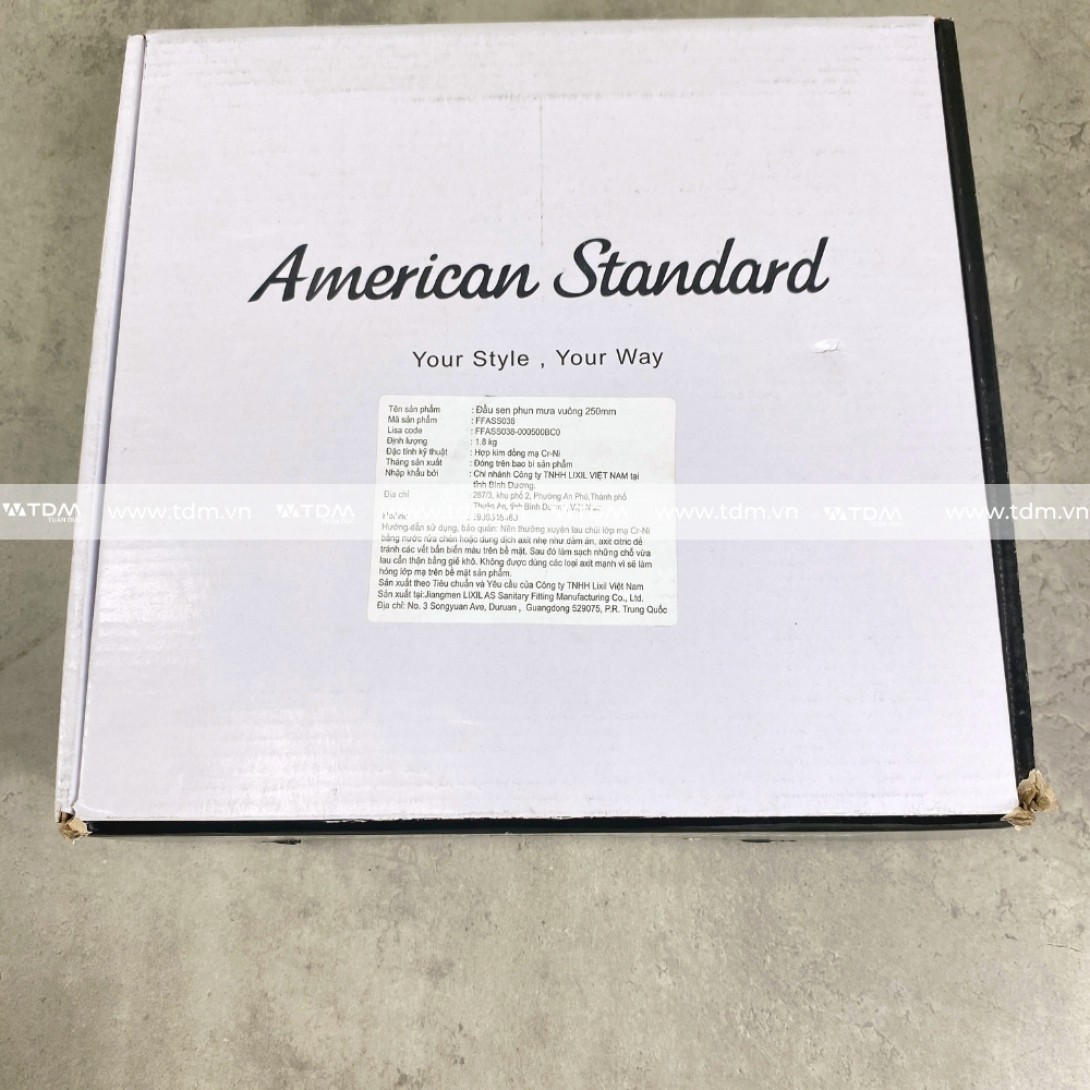 American Standard
Your Style , Your Way
Tên sản phẩm : Đầu sen phun mưa vuông 250mm
Mã sản phẩm : FFASS038
Lisa code : FFASS038-000500BC0
Định lượng : 1.8 kg
Đặc tính kỹ thuật : Hợp kim đồng mạ Cr-Ni
Tháng sản xuất : Đóng trên bao bì sản phẩm
Nhập khẩu bởi : Chi nhánh Công ty TNHH LIXIL VIỆT NAM tại
tỉnh Bình Dương.
Địa chỉ : 287/3, khu phố 2, Phường An Phú, Thành phố
Thuận An, tỉnh Bình Dương, Việt Nam
Hướng dẫn sử dụng, bảo quản: Nên thường xuyên lau chùi lớp mạ Cr-Ni
bằng nước rửa chén hoặc dung dịch axit nhẹ như dấm ăn, axit citric để
tránh các vết bẩn biến màu trên bề mặt. Sau đó làm sạch những chỗ vừa
lau cẩn thận bằng giẻ khô. Không được dùng các loại axit mạnh vì sẽ làm
hỏng lớp mạ trên bề mặt sản phẩm.
Sản xuất theo Tiêu chuẩn và Yêu cầu của Công ty TNHH Lixil Việt Nam
Sản xuất tại:Jiangmen LIXIL AS Sanitary Fitting Manufacturing Co., Ltd.
Địa chỉ: No. 3 Songyuan Ave, Duruan , Guangdong 529075, P.R. Trung Quốc
TDM www.tdm.vn TDM www.tdm.vn TDM www.tdm.vn TDM www.tdm.vn